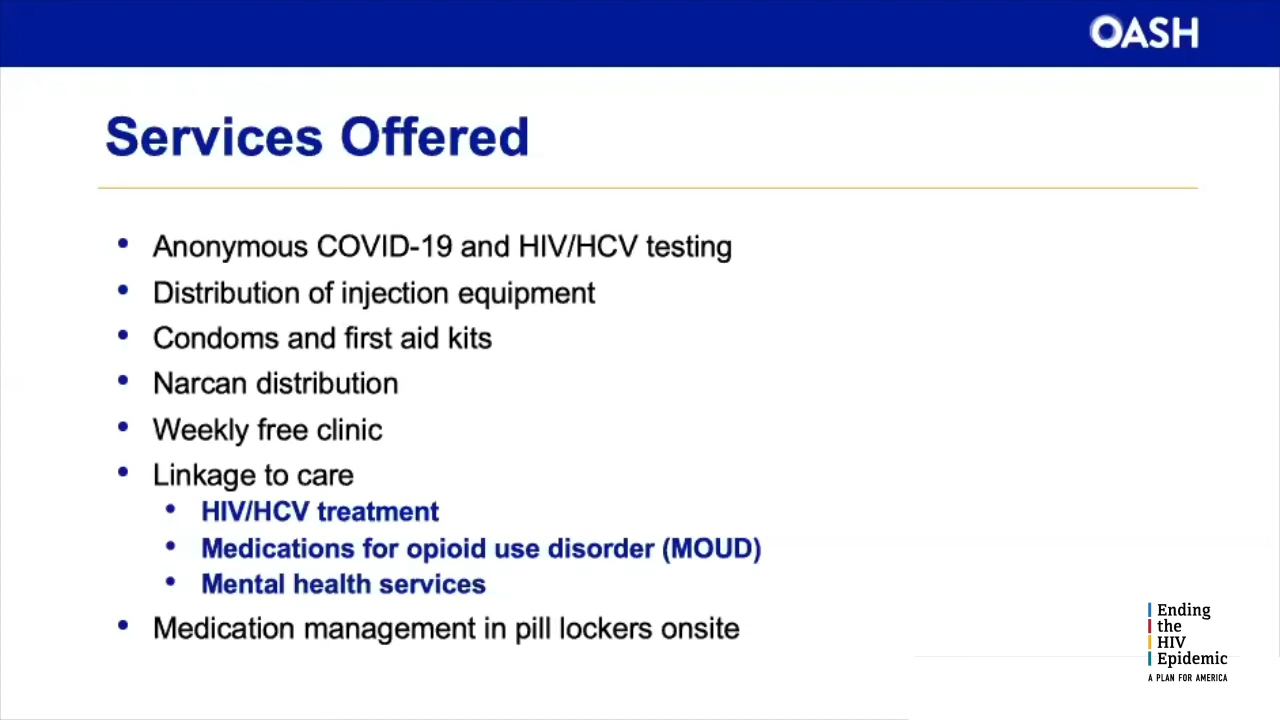 OASH
Services Offered
• Anonymous COVID-19 and HIV/HCV testing
• Distribution of injection equipment
• Condoms and first aid kits
• Narcan distribution
• Weekly free clinic
• Linkage to care
• HIV/HCV treatment
• Medications for opioid use disorder (MOUD)
• Mental health services
• Medication management in pill lockers onsite
Ending
the
HIV
Epidemic
A PLAN FOR AMERICA